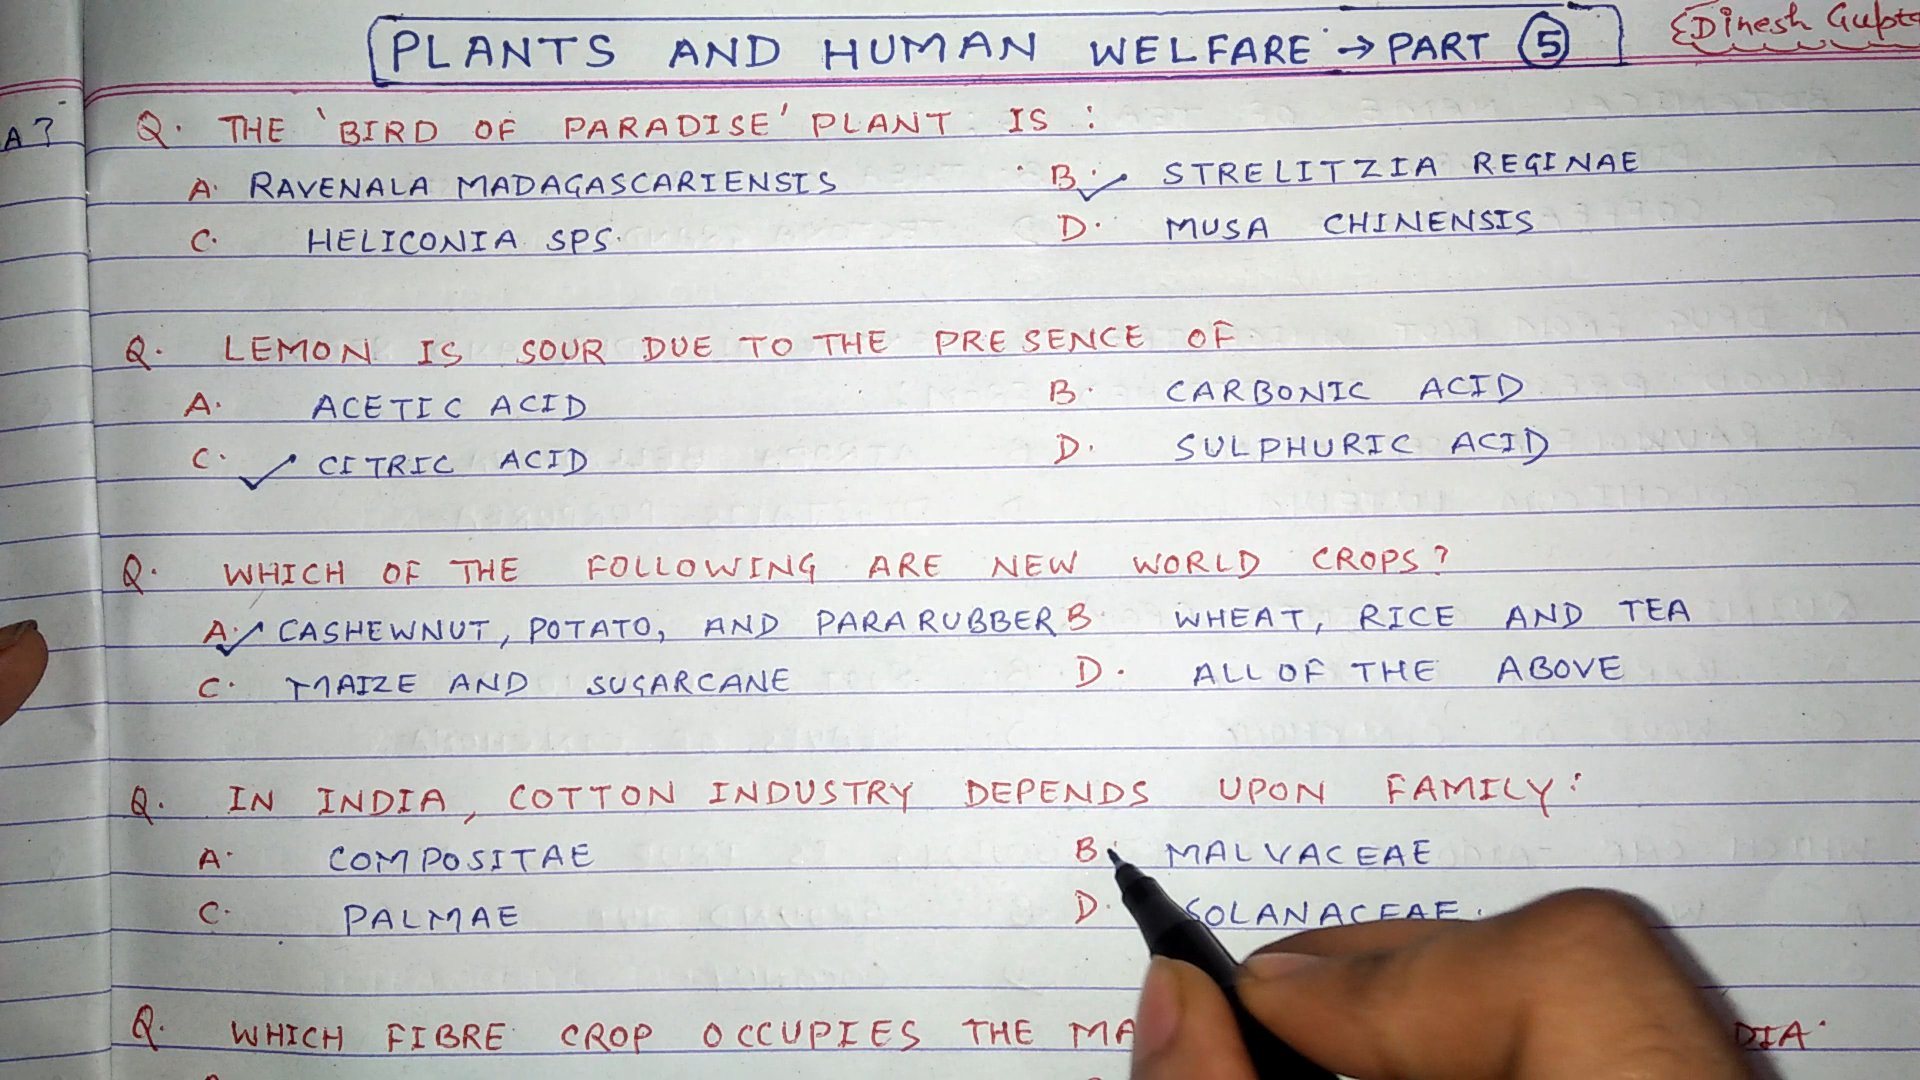 PLANTS AND HUMAN WELFARE → PART 5
Dinesh Gupta
A?
Q. THE 'BIRD OF PARADISE' PLANT IS :
A. RAVENALA MADAGASCARIENSIS B. STRELITZIA REGINAE
C. HELICONIA SPS. D. MUSA CHINENSIS
Q. LEMON IS SOUR DUE TO THE PRESENCE OF
A. ACETIC ACID B. CARBONIC ACID
C. CITRIC ACID D. SULPHURIC ACID
Q. WHICH OF THE FOLLOWING ARE NEW WORLD CROPS?
A. CASHEWNUT, POTATO, AND PARARUBBER B. WHEAT, RICE AND TEA
C. MAIZE AND SUGARCANE D. ALL OF THE ABOVE
Q. IN INDIA, COTTON INDUSTRY DEPENDS UPON FAMILY:
A. COMPOSITAE B. MALVACEAE
C. PALMAE D. SOLANACEAE.
Q. WHICH FIBRE CROP OCCUPIES THE